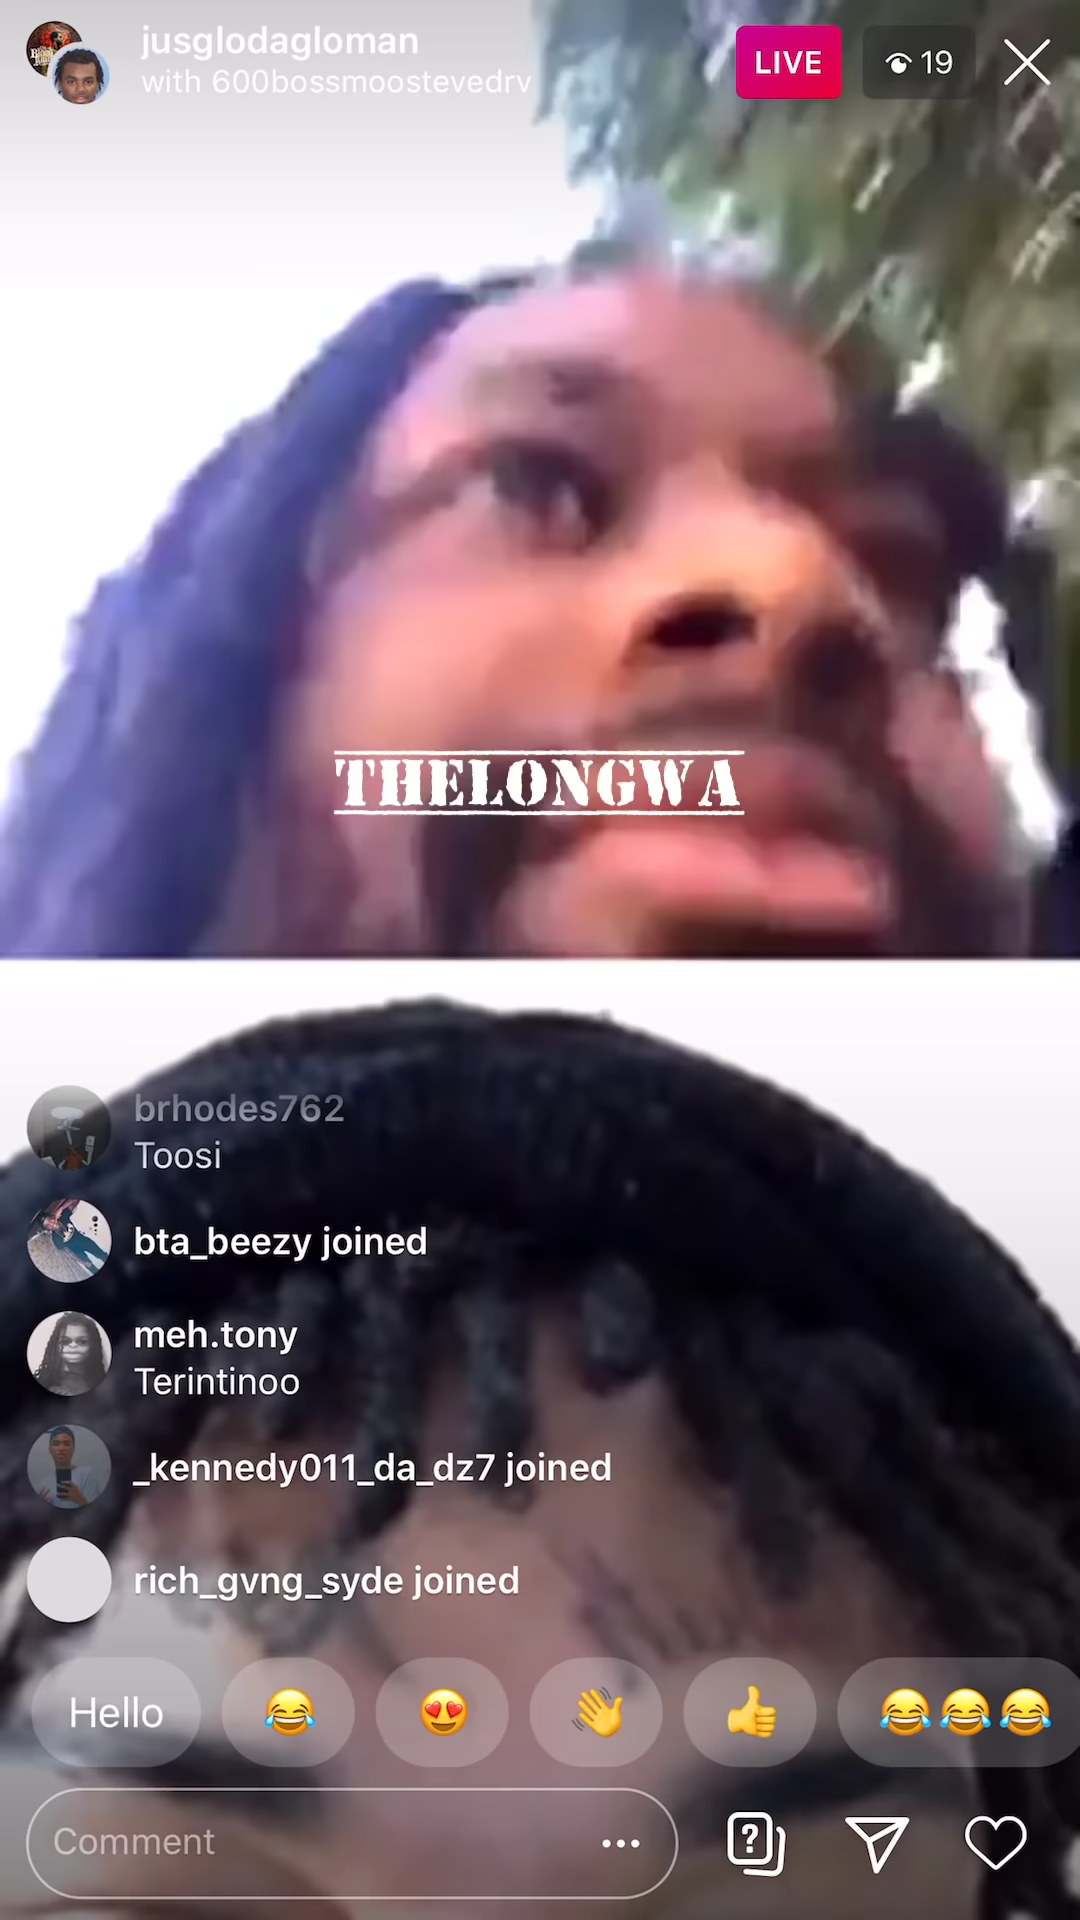 jusglodagloman
with 600bossmoostevedrv
LIVE
19
THELONGWA
brhodes762
Toosi
bta_beezy joined
meh.tony
Terintinoo
_kennedy011_da_dz7 joined
rich_gvng_syde joined
Hello
Comment